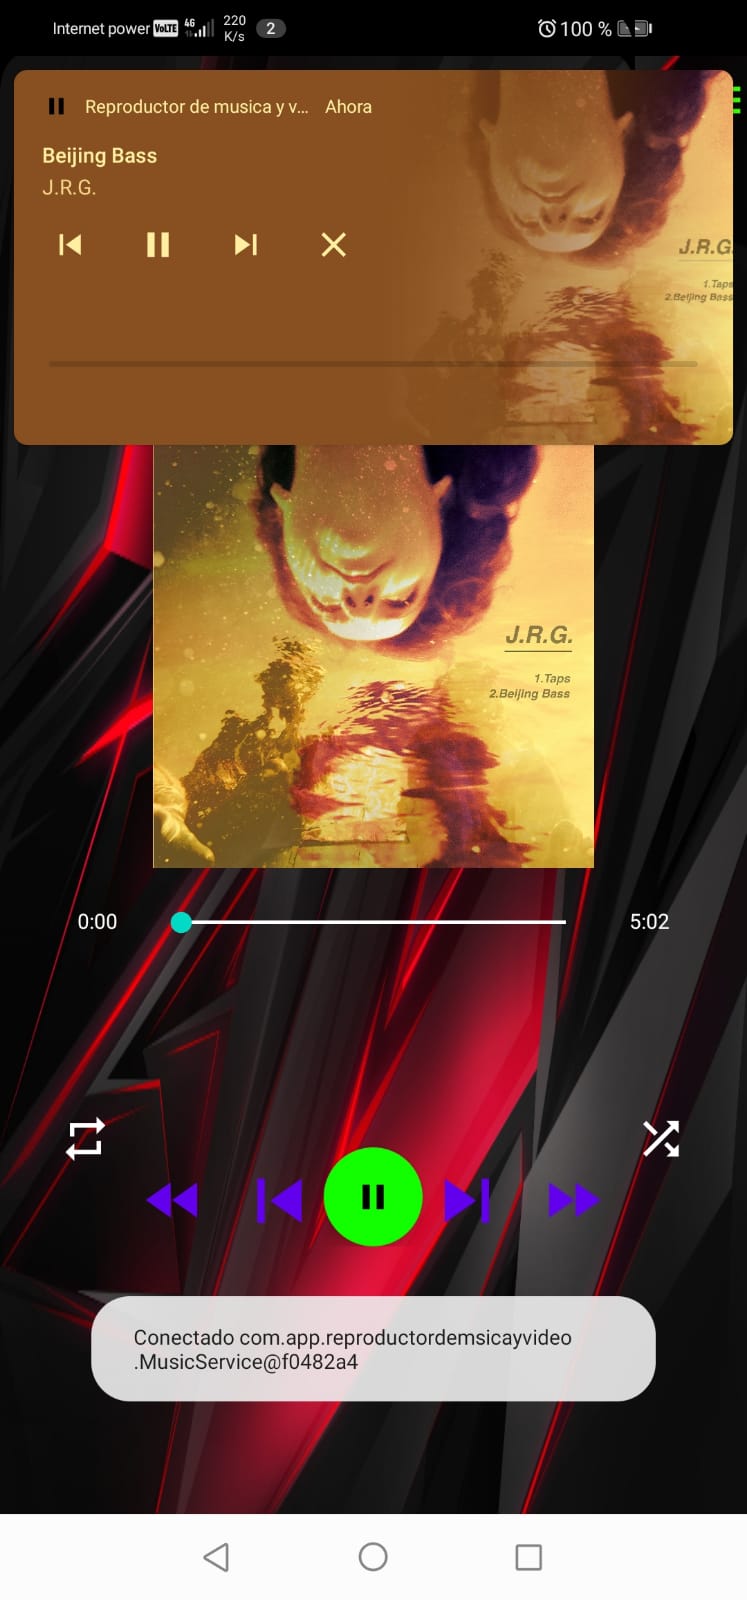 Internet power VoLTE 4G 220 K/s 2 100 %
Reproductor de musica y v... Ahora
Beijing Bass
J.R.G.
J.R.G.
1.Taps
2.Beijing Bass
J.R.G.
1.Taps
2.Beijing Bass
0:00 5:02
Conectado com.app.reproductordemsicayvideo
.MusicService@f0482a4